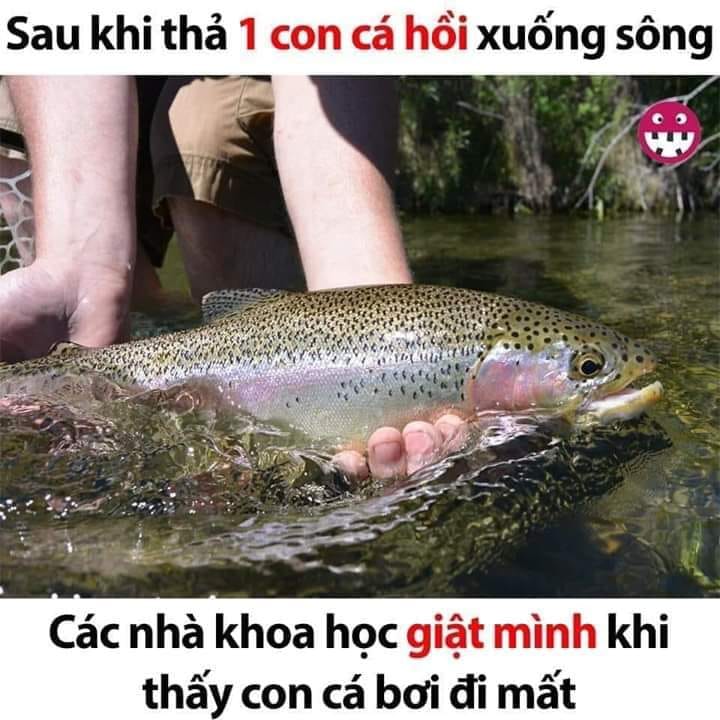 Sau khi thả 1 con cá hồi xuống sông
Các nhà khoa học giật mình khi
thấy con cá bơi đi mất